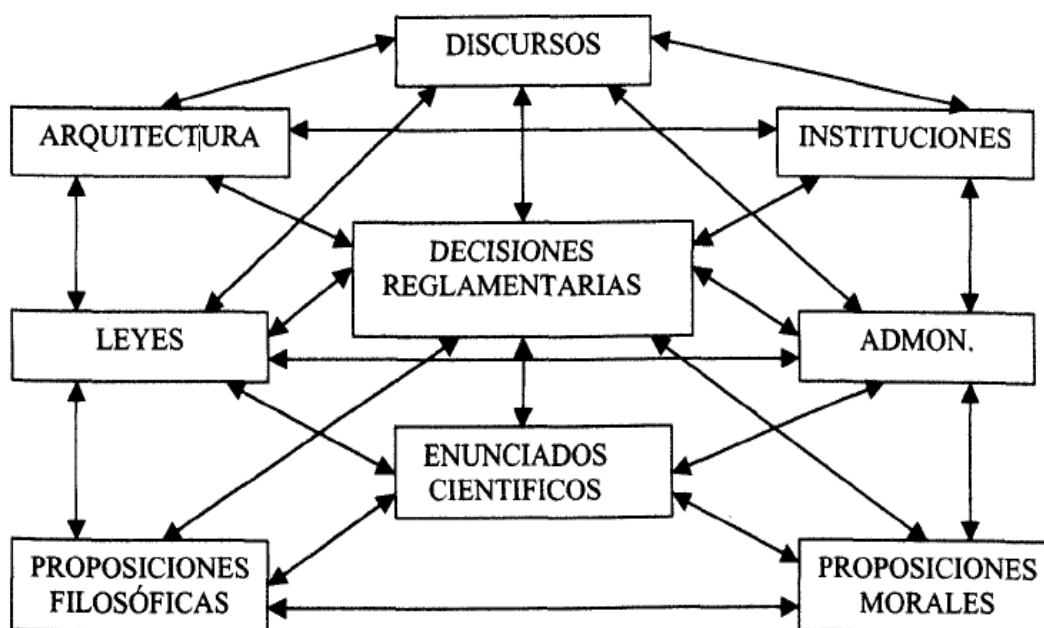 DISCURSOS
ARQUITECTURA
INSTITUCIONES
DECISIONES
REGLAMENTARIAS
LEYES
ADMON.
ENUNCIADOS
CIENTIFICOS
PROPOSICIONES
FILOSÓFICAS
PROPOSICIONES
MORALES